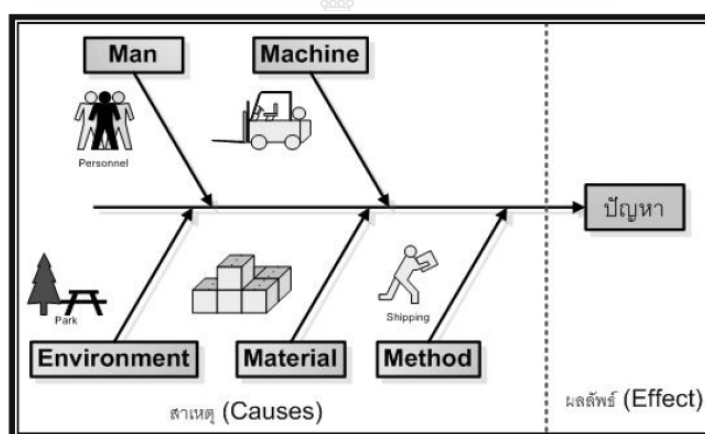 Man
Machine
Personnel
ปัญหา
Park
Shipping
Environment
Material
Method
สาเหตุ (Causes)
ผลลัพธ์ (Effect)